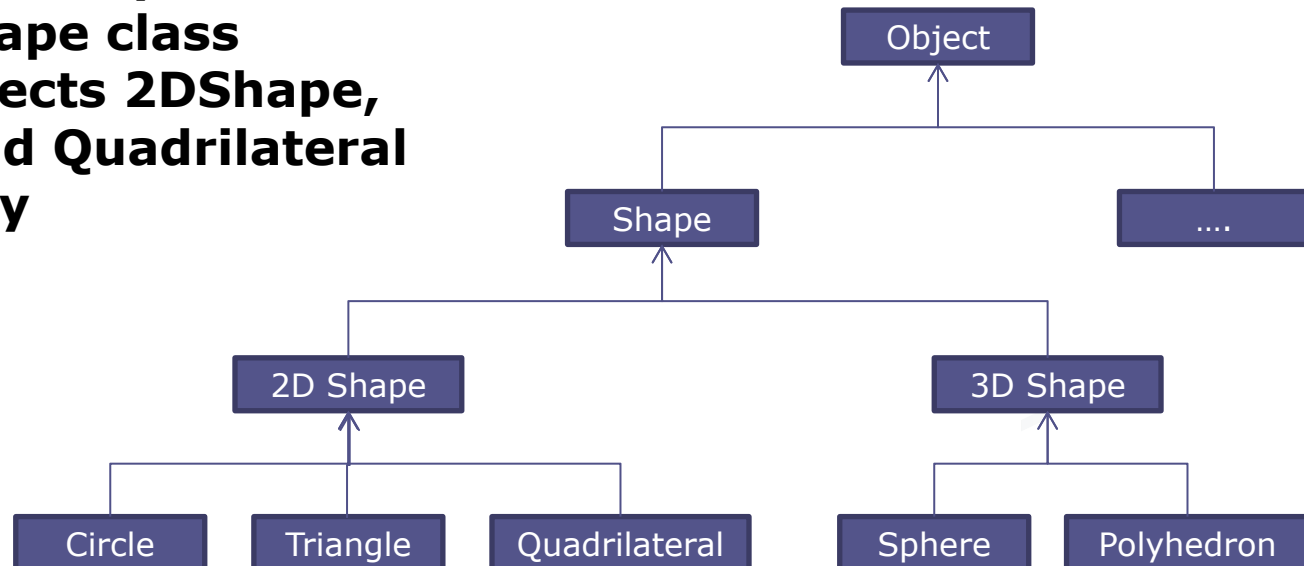 ape class
ects 2DShape,
d Quadrilateral
y
Object
Shape
....
2D Shape
3D Shape
Circle
Triangle
Quadrilateral
Sphere
Polyhedron